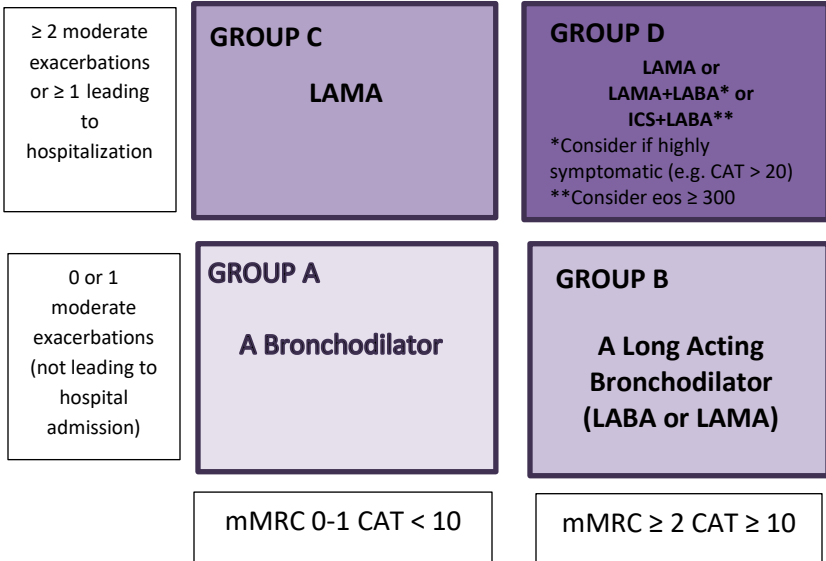 ≥ 2 moderate
exacerbations
or ≥ 1 leading
to
hospitalization
GROUP C
LAMA
GROUP D
LAMA or
LAMA+LABA* or
ICS+LABA**
*Consider if highly
symptomatic (e.g. CAT > 20)
**Consider eos ≥ 300
0 or 1
moderate
exacerbations
(not leading to
hospital
admission)
GROUP A
A Bronchodilator
GROUP B
A Long Acting
Bronchodilator
(LABA or LAMA)
mMRC 0-1 CAT < 10
mMRC ≥ 2 CAT ≥ 10